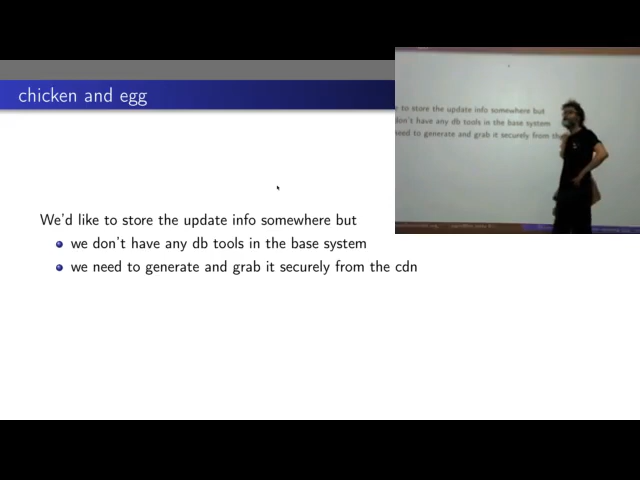 chicken and egg
We'd like to store the update info somewhere but
we don't have any db tools in the base system
we need to generate and grab it securely from the cdn
to store the update info somewhere but
don't have any db tools in the base system
need to generate and grab it securely from the